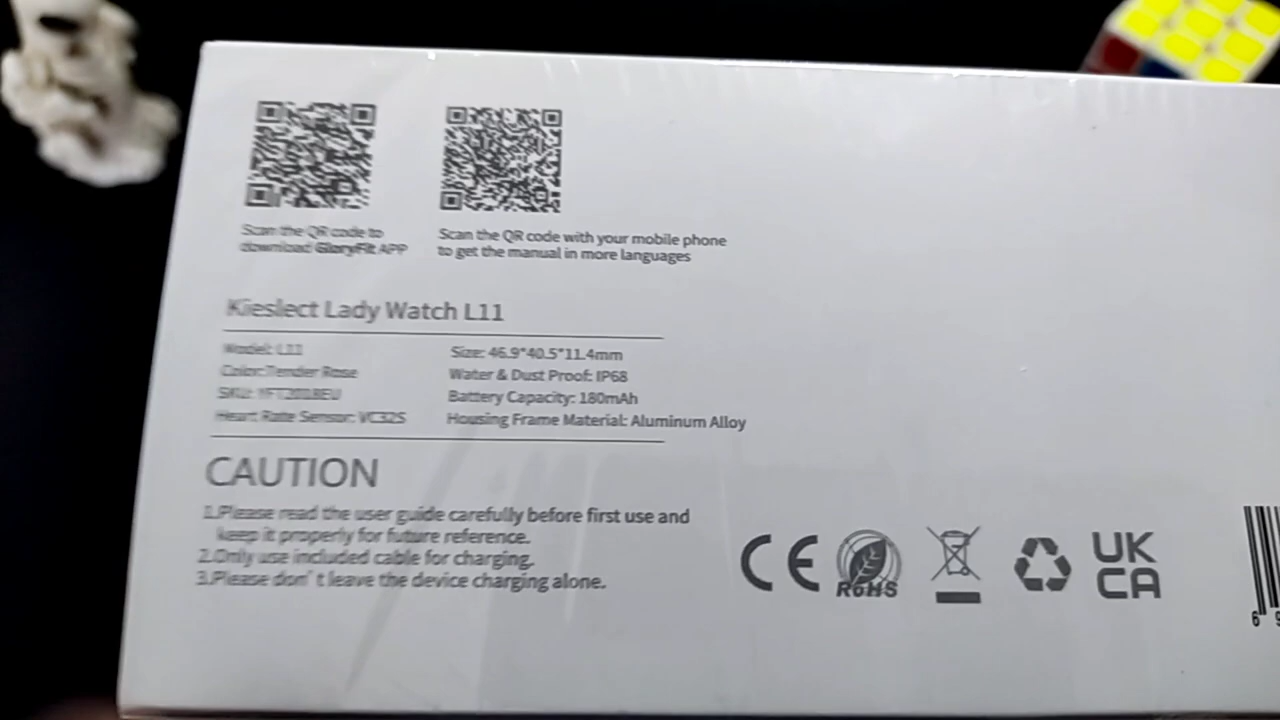 Scan the QR code to
download GloryFit APP
Scan the QR code with your mobile phone
to get the manual in more languages
Kieslect Lady Watch L11
Model: L11
Color:Tender Rose
SKU:
Heart Rate Sensor: VC32S
Size: 46.9*40.5*11.4mm
Water & Dust Proof: IP68
Battery Capacity: 180mAh
Housing Frame Material: Aluminum Alloy
CAUTION
1.Please read the user guide carefully before first use and
keep it properly for future reference.
2.Only use included cable for charging.
3.Please don't leave the device charging alone.
CE
RoHS
UK
CA
6